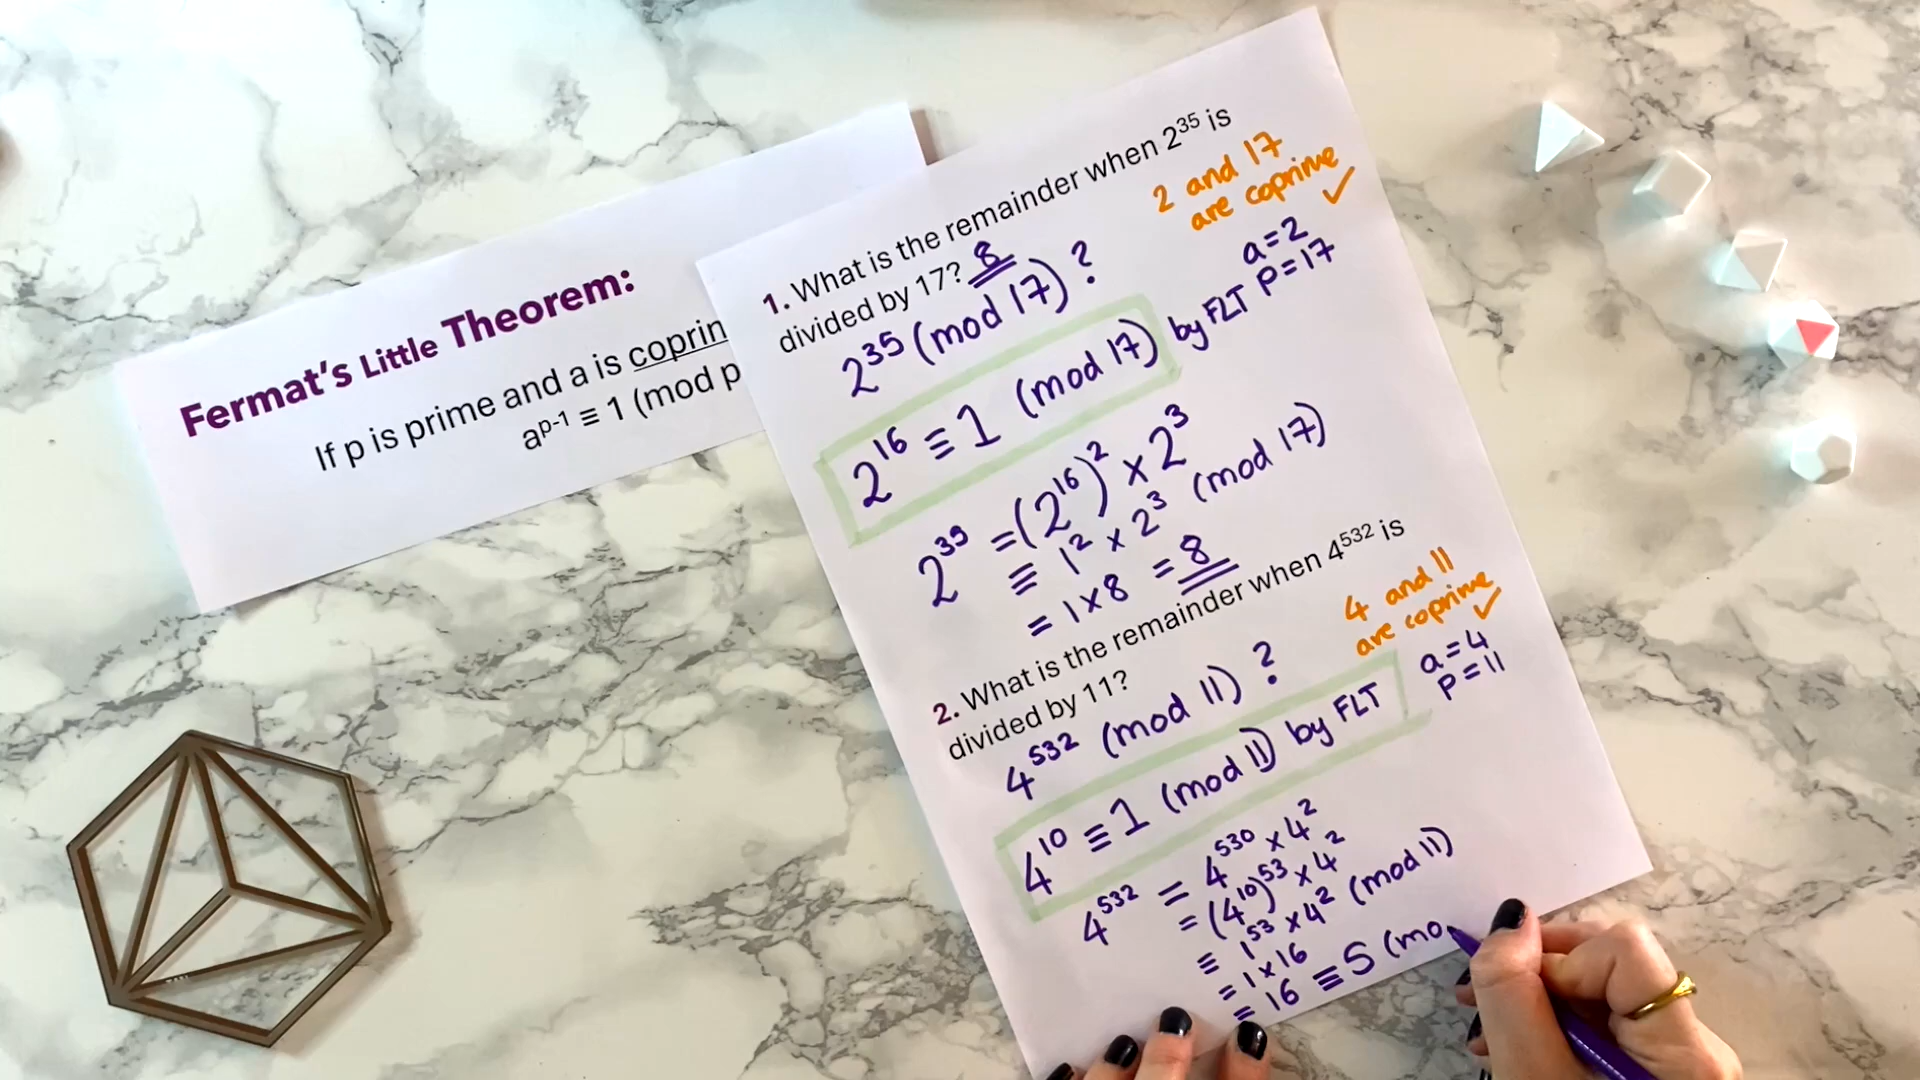 Fermat's Little Theorem:
If p is prime and a is coprim
a^p-1 ≡ 1 (mod p
1. What is the remainder when 2^35 is
divided by 17? 8
2 and 17
are coprime ✓
2^35 (mod 17) ?
a=2
p=17
2^16 ≡ 1 (mod 17) by FLT
2^35 = (2^16)^2 × 2^3
≡ 1^2 × 2^3 (mod 17)
= 1×8 = 8
2. What is the remainder when 4^532 is
divided by 11?
4 and 11
are coprime ✓
4^532 (mod 11) ?
a=4
p=11
4^10 ≡ 1 (mod 11) by FLT
4^532 = 4^530 × 4^2
= (4^10)^53 × 4^2
≡ 1^53 × 4^2 (mod 11)
= 1×16
= 16 ≡ 5 (mo